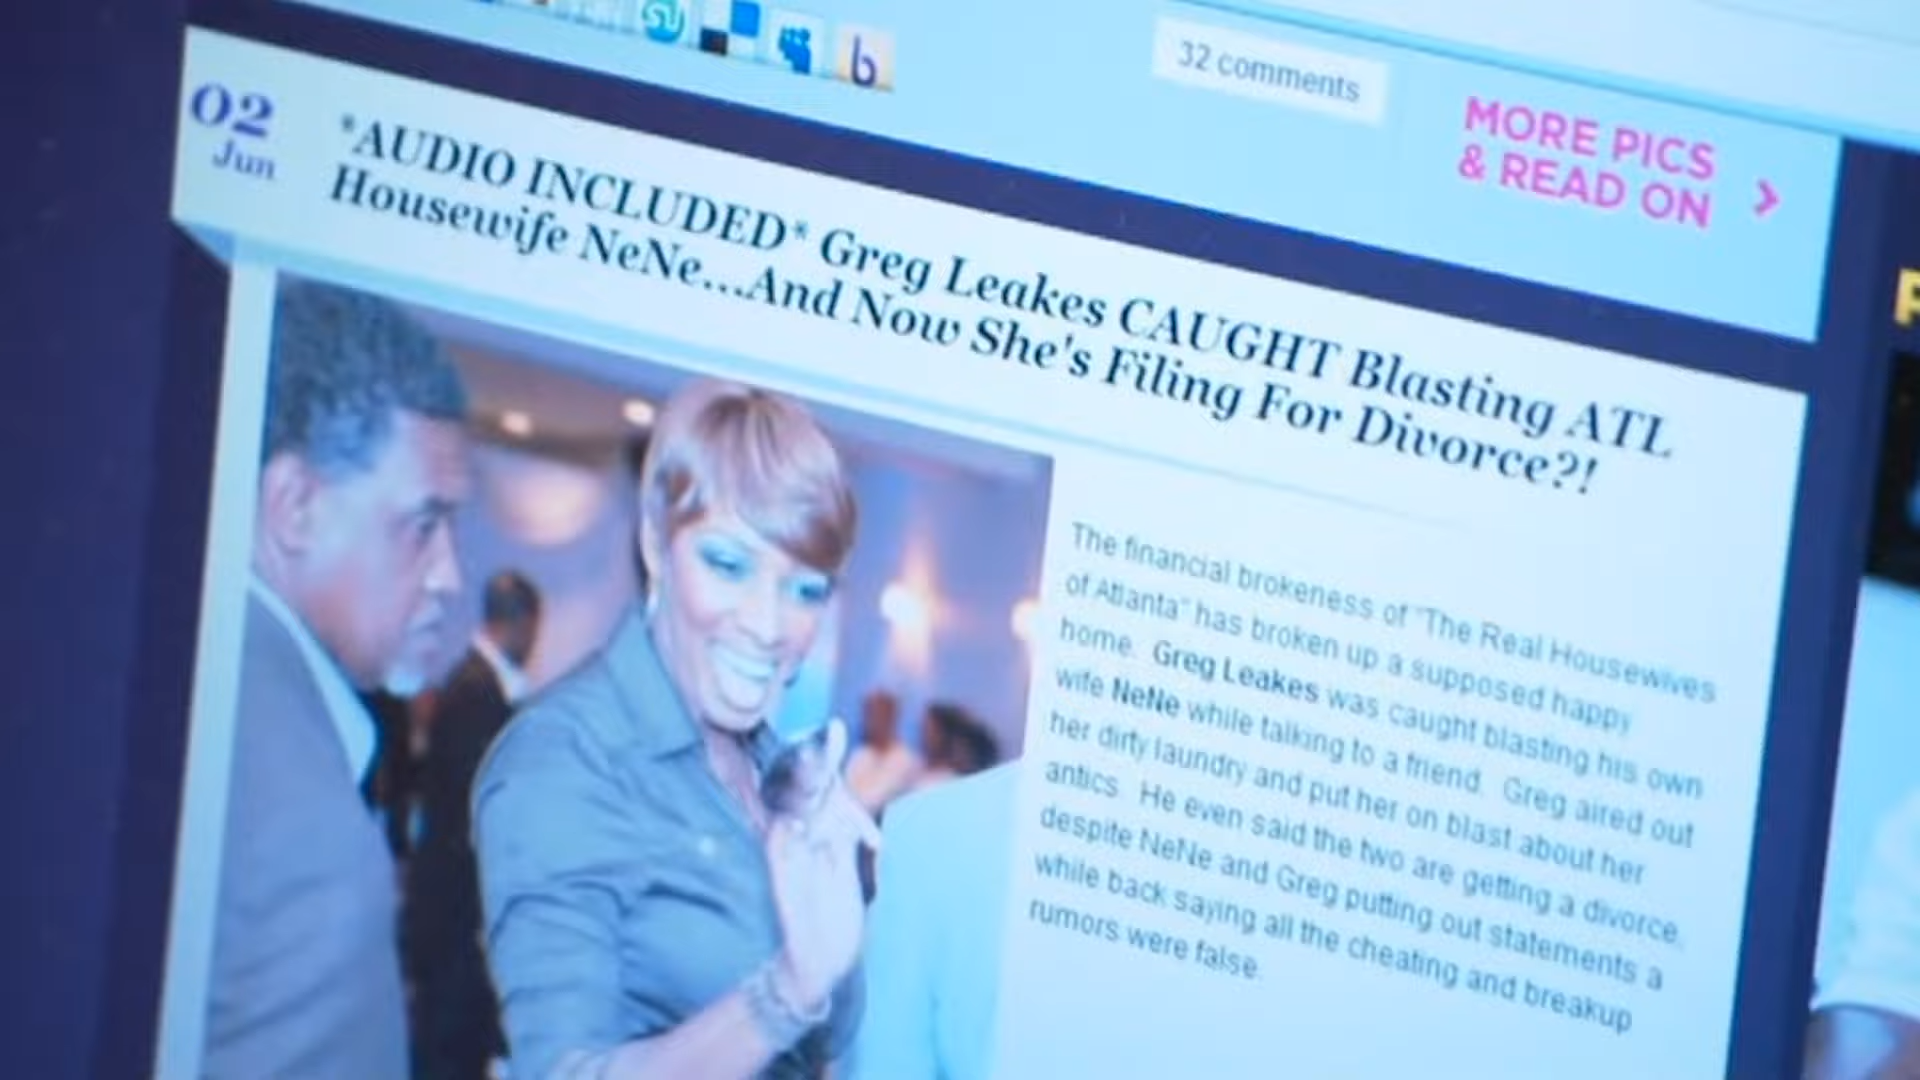 32 comments
MORE PICS
& READ ON
02
Jun
*AUDIO INCLUDED* Greg Leakes CAUGHT Blasting ATL
Housewife NeNe...And Now She's Filing For Divorce?!
The financial brokeness of "The Real Housewives
of Atlanta" has broken up a supposed happy
home. Greg Leakes was caught blasting his own
wife NeNe while talking to a friend. Greg aired out
her dirty laundry and put her on blast about her
antics. He even said the two are getting a divorce,
despite NeNe and Greg putting out statements a
while back saying all the cheating and breakup
rumors were false.